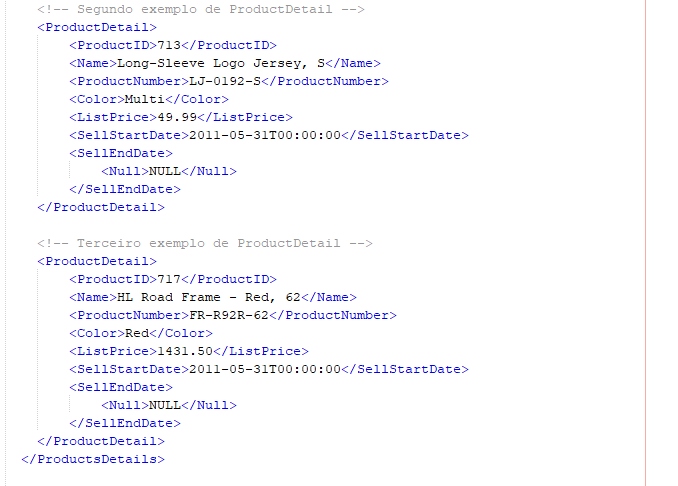 <!-- Segundo exemplo de ProductDetail -->
<ProductDetail>
<ProductID>713</ProductID>
<Name>Long-Sleeve Logo Jersey, S</Name>
<ProductNumber>LJ-0192-S</ProductNumber>
<Color>Multi</Color>
<ListPrice>49.99</ListPrice>
<SellStartDate>2011-05-31T00:00:00</SellStartDate>
<SellEndDate>
<Null>NULL</Null>
</SellEndDate>
</ProductDetail>
<!-- Terceiro exemplo de ProductDetail -->
<ProductDetail>
<ProductID>717</ProductID>
<Name>HL Road Frame - Red, 62</Name>
<ProductNumber>FR-R92R-62</ProductNumber>
<Color>Red</Color>
<ListPrice>1431.50</ListPrice>
<SellStartDate>2011-05-31T00:00:00</SellStartDate>
<SellEndDate>
<Null>NULL</Null>
</SellEndDate>
</ProductDetail>
</ProductsDetails>